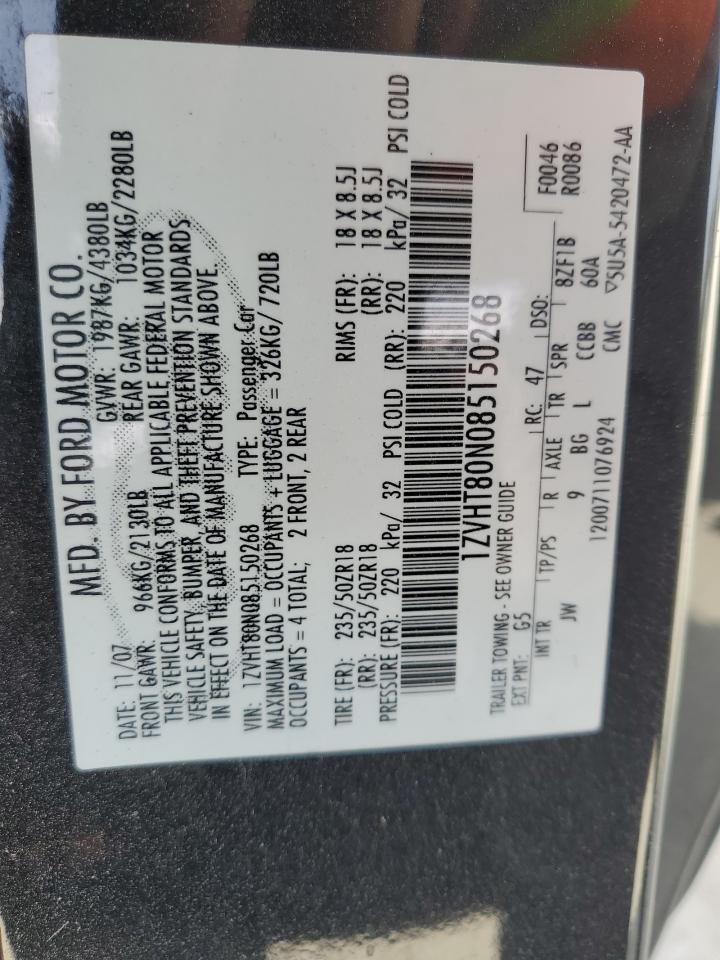 MFD. BY FORD MOTOR CO.
DATE: 11/07 GVWR: 1987KG/4380LB
FRONT GAWR: 966KG/2130LB REAR GAWR: 1034KG/2280LB
THIS VEHICLE CONFORMS TO ALL APPLICABLE FEDERAL MOTOR
VEHICLE SAFETY, BUMPER, AND THEFT PREVENTION STANDARDS
IN EFFECT ON THE DATE OF MANUFACTURE SHOWN ABOVE.
VIN: 1ZVHT80N085150268 TYPE: Passenger Car
MAXIMUM LOAD = OCCUPANTS + LUGGAGE = 326KG/ 720LB
OCCUPANTS = 4 TOTAL; 2 FRONT, 2 REAR
TIRE (FR): 235/50ZR18 RIMS (FR): 18 X 8.5J
(RR): 235/50ZR18 (RR): 18 X 8.5J
PRESSURE (FR): 220 kPa/ 32 PSI COLD (RR): 220 kPa/ 32 PSI COLD
1ZVHT80N085150268
TRAILER TOWING - SEE OWNER GUIDE
EXT PNT: G5 RC: 47 DSO: F0046
R0086
INT TR TP/PS R AXLE TR SPR 8ZF1B
JW 9 BG L CCBB 60A
1200711076924 CMC ▽5U5A-5420472-AA